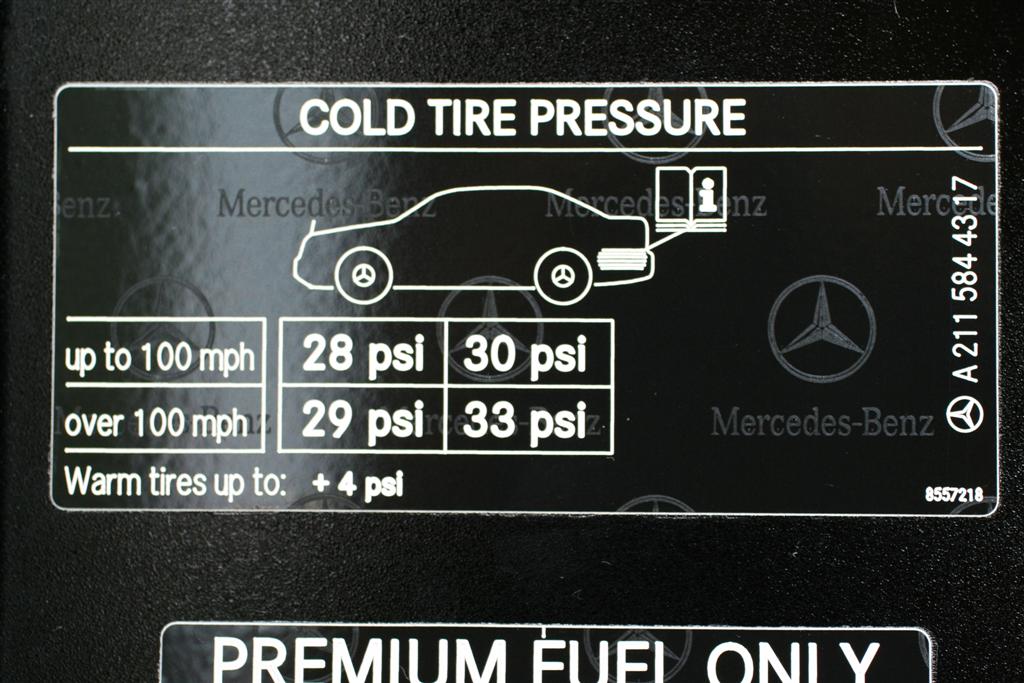 COLD TIRE PRESSURE
Mercedes-Benz
Mercedes-Benz
Mercedes
enz
i
A 211 584 43 17
up to 100 mph 28 psi 30 psi
over 100 mph 29 psi 33 psi
Mercedes-Benz
Warm tires up to: + 4 psi
8557218
PREMIUM FUEL ONLY